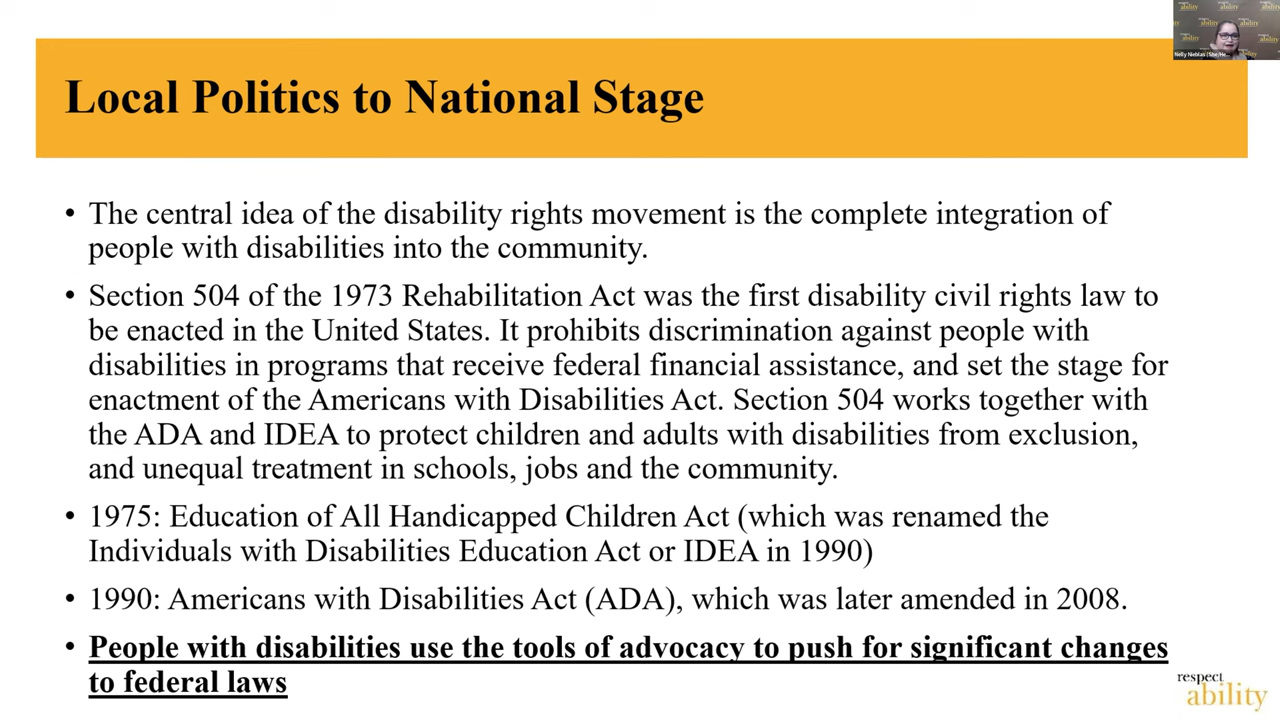 Local Politics to National Stage
• The central idea of the disability rights movement is the complete integration of
people with disabilities into the community.
• Section 504 of the 1973 Rehabilitation Act was the first disability civil rights law to
be enacted in the United States. It prohibits discrimination against people with
disabilities in programs that receive federal financial assistance, and set the stage for
enactment of the Americans with Disabilities Act. Section 504 works together with
the ADA and IDEA to protect children and adults with disabilities from exclusion,
and unequal treatment in schools, jobs and the community.
• 1975: Education of All Handicapped Children Act (which was renamed the
Individuals with Disabilities Education Act or IDEA in 1990)
• 1990: Americans with Disabilities Act (ADA), which was later amended in 2008.
• People with disabilities use the tools of advocacy to push for significant changes
to federal laws
respect
ability
Nelly Nieblas (She/He...